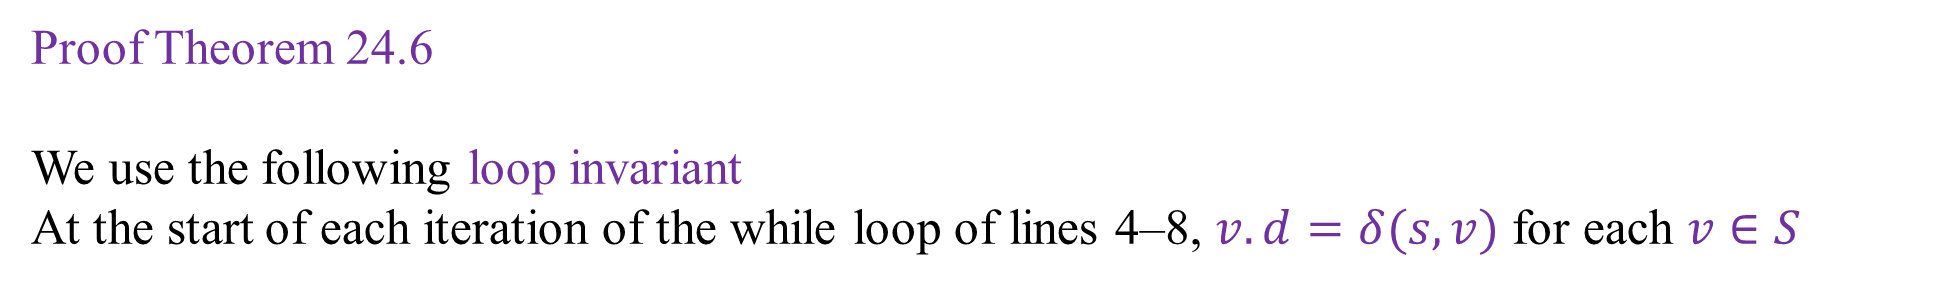 Proof Theorem 24.6
We use the following loop invariant
At the start of each iteration of the while loop of lines 4–8, 𝑣.𝑑 = 𝛿(𝑠, 𝑣) for each 𝑣 ∈ 𝑆